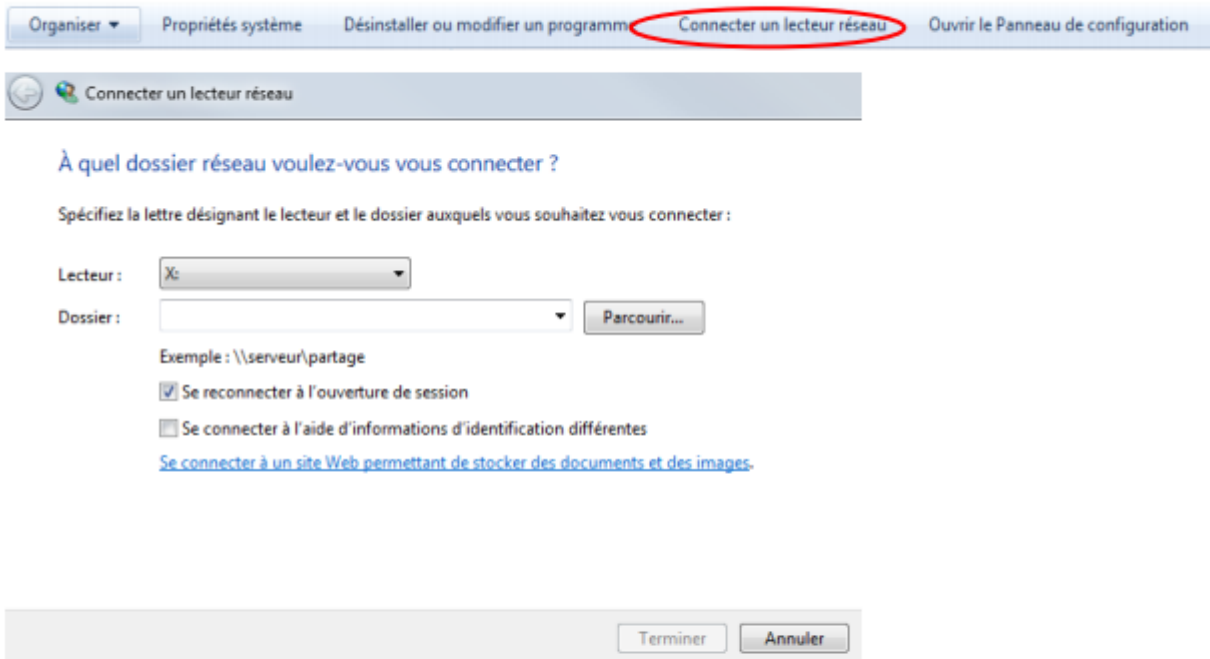 Organiser Propriétés système Désinstaller ou modifier un programme Connecter un lecteur réseau Ouvrir le Panneau de configuration
Connecter un lecteur réseau
À quel dossier réseau voulez-vous vous connecter ?
Spécifiez la lettre désignant le lecteur et le dossier auxquels vous souhaitez vous connecter :
Lecteur : X:
Dossier : Parcourir...
Exemple : \\serveur\partage
Se reconnecter à l'ouverture de session
Se connecter à l'aide d'informations d'identification différentes
Se connecter à un site Web permettant de stocker des documents et des images.
Terminer Annuler